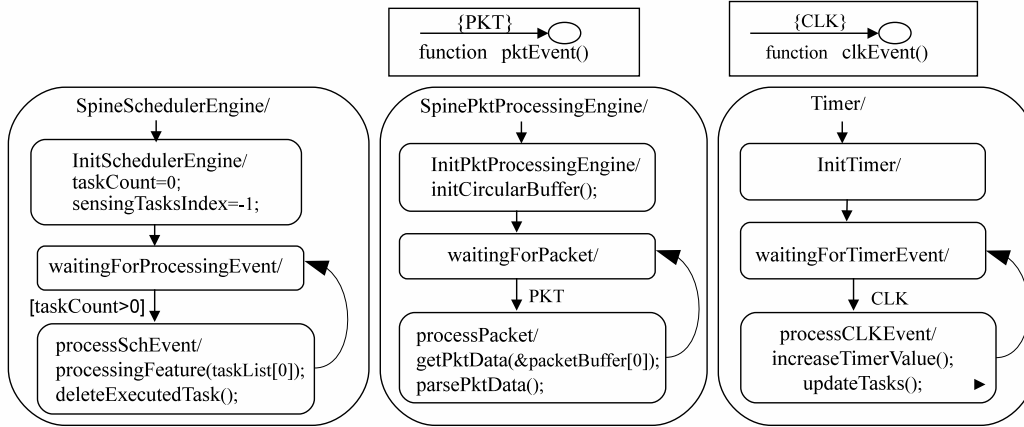 {PKT}
function pktEvent()
{CLK}
function clkEvent()
SpineSchedulerEngine/
InitSchedulerEngine/
taskCount=0;
sensingTasksIndex=-1;
waitingForProcessingEvent/
[taskCount>0]
processSchEvent/
processingFeature(taskList[0]);
deleteExecutedTask();
SpinePktProcessingEngine/
InitPktProcessingEngine/
initCircularBuffer();
waitingForPacket/
PKT
processPacket/
getPktData(&packetBuffer[0]);
parsePktData();
Timer/
InitTimer/
waitingForTimerEvent/
CLK
processCLKEvent/
increaseTimerValue();
updateTasks();